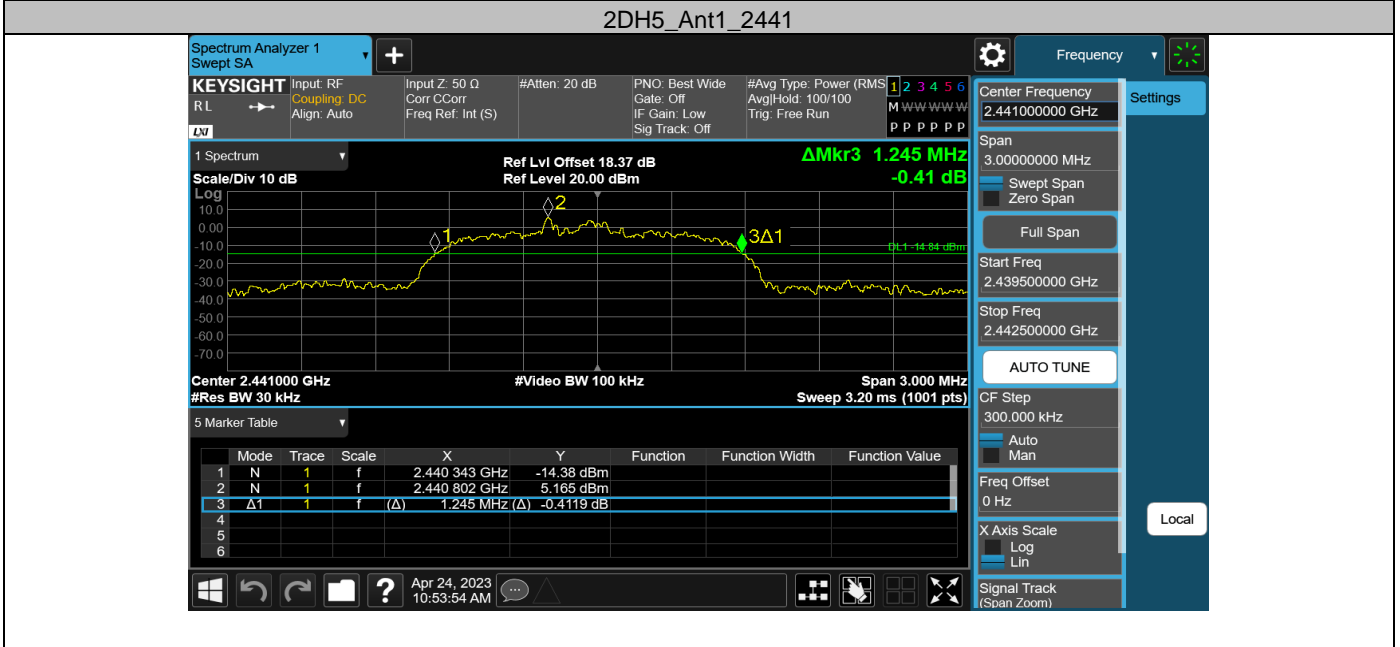 2DH5_Ant1_2441
Spectrum Analyzer 1
Swept SA
+
Frequency
KEYSIGHT
RL
LXI
Input: RF
Coupling: DC
Align: Auto
Input Z: 50 Ω
Corr CCorr
Freq Ref: Int (S)
#Atten: 20 dB
PNO: Best Wide
Gate: Off
IF Gain: Low
Sig Track: Off
#Avg Type: Power (RMS
Avg|Hold: 100/100
Trig: Free Run
1 2 3 4 5 6
M W W W W W
P P P P P P
1 Spectrum
Scale/Div 10 dB
Ref Lvl Offset 18.37 dB
Ref Level 20.00 dBm
ΔMkr3 1.245 MHz
-0.41 dB
Log
10.0
0.00
-10.0
-20.0
-30.0
-40.0
-50.0
-60.0
-70.0
1
2
3Δ1
DL1 -14.84 dBm
Center 2.441000 GHz
#Video BW 100 kHz
Span 3.000 MHz
#Res BW 30 kHz
Sweep 3.20 ms (1001 pts)
5 Marker Table
Mode Trace Scale X Y Function Function Width Function Value
1 N 1 f 2.440 343 GHz -14.38 dBm
2 N 1 f 2.440 802 GHz 5.165 dBm
3 Δ1 1 f (Δ) 1.245 MHz (Δ) -0.4119 dB
4
5
6
?
Apr 24, 2023
10:53:54 AM
Center Frequency
2.441000000 GHz
Settings
Span
3.00000000 MHz
Swept Span
Zero Span
Full Span
Start Freq
2.439500000 GHz
Stop Freq
2.442500000 GHz
AUTO TUNE
CF Step
300.000 kHz
Auto
Man
Freq Offset
0 Hz
X Axis Scale
Log
Lin
Local
Signal Track
(Span Zoom)